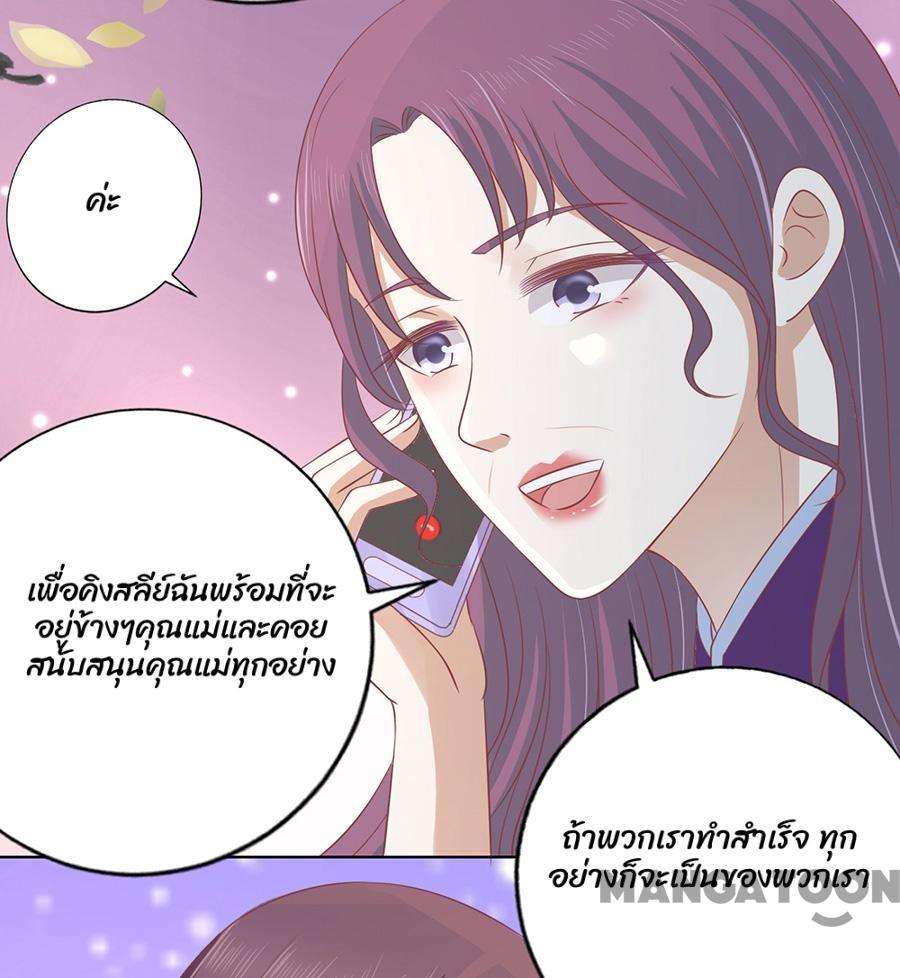 ค่ะ
เพื่อคิงสลีย์ฉันพร้อมที่จะ
อยู่ข้างๆคุณแม่และคอย
สนับสนุนคุณแม่ทุกอย่าง
ถ้าพวกเราทำสำเร็จ ทุก
อย่างก็จะเป็นของพวกเรา
MANGATOON